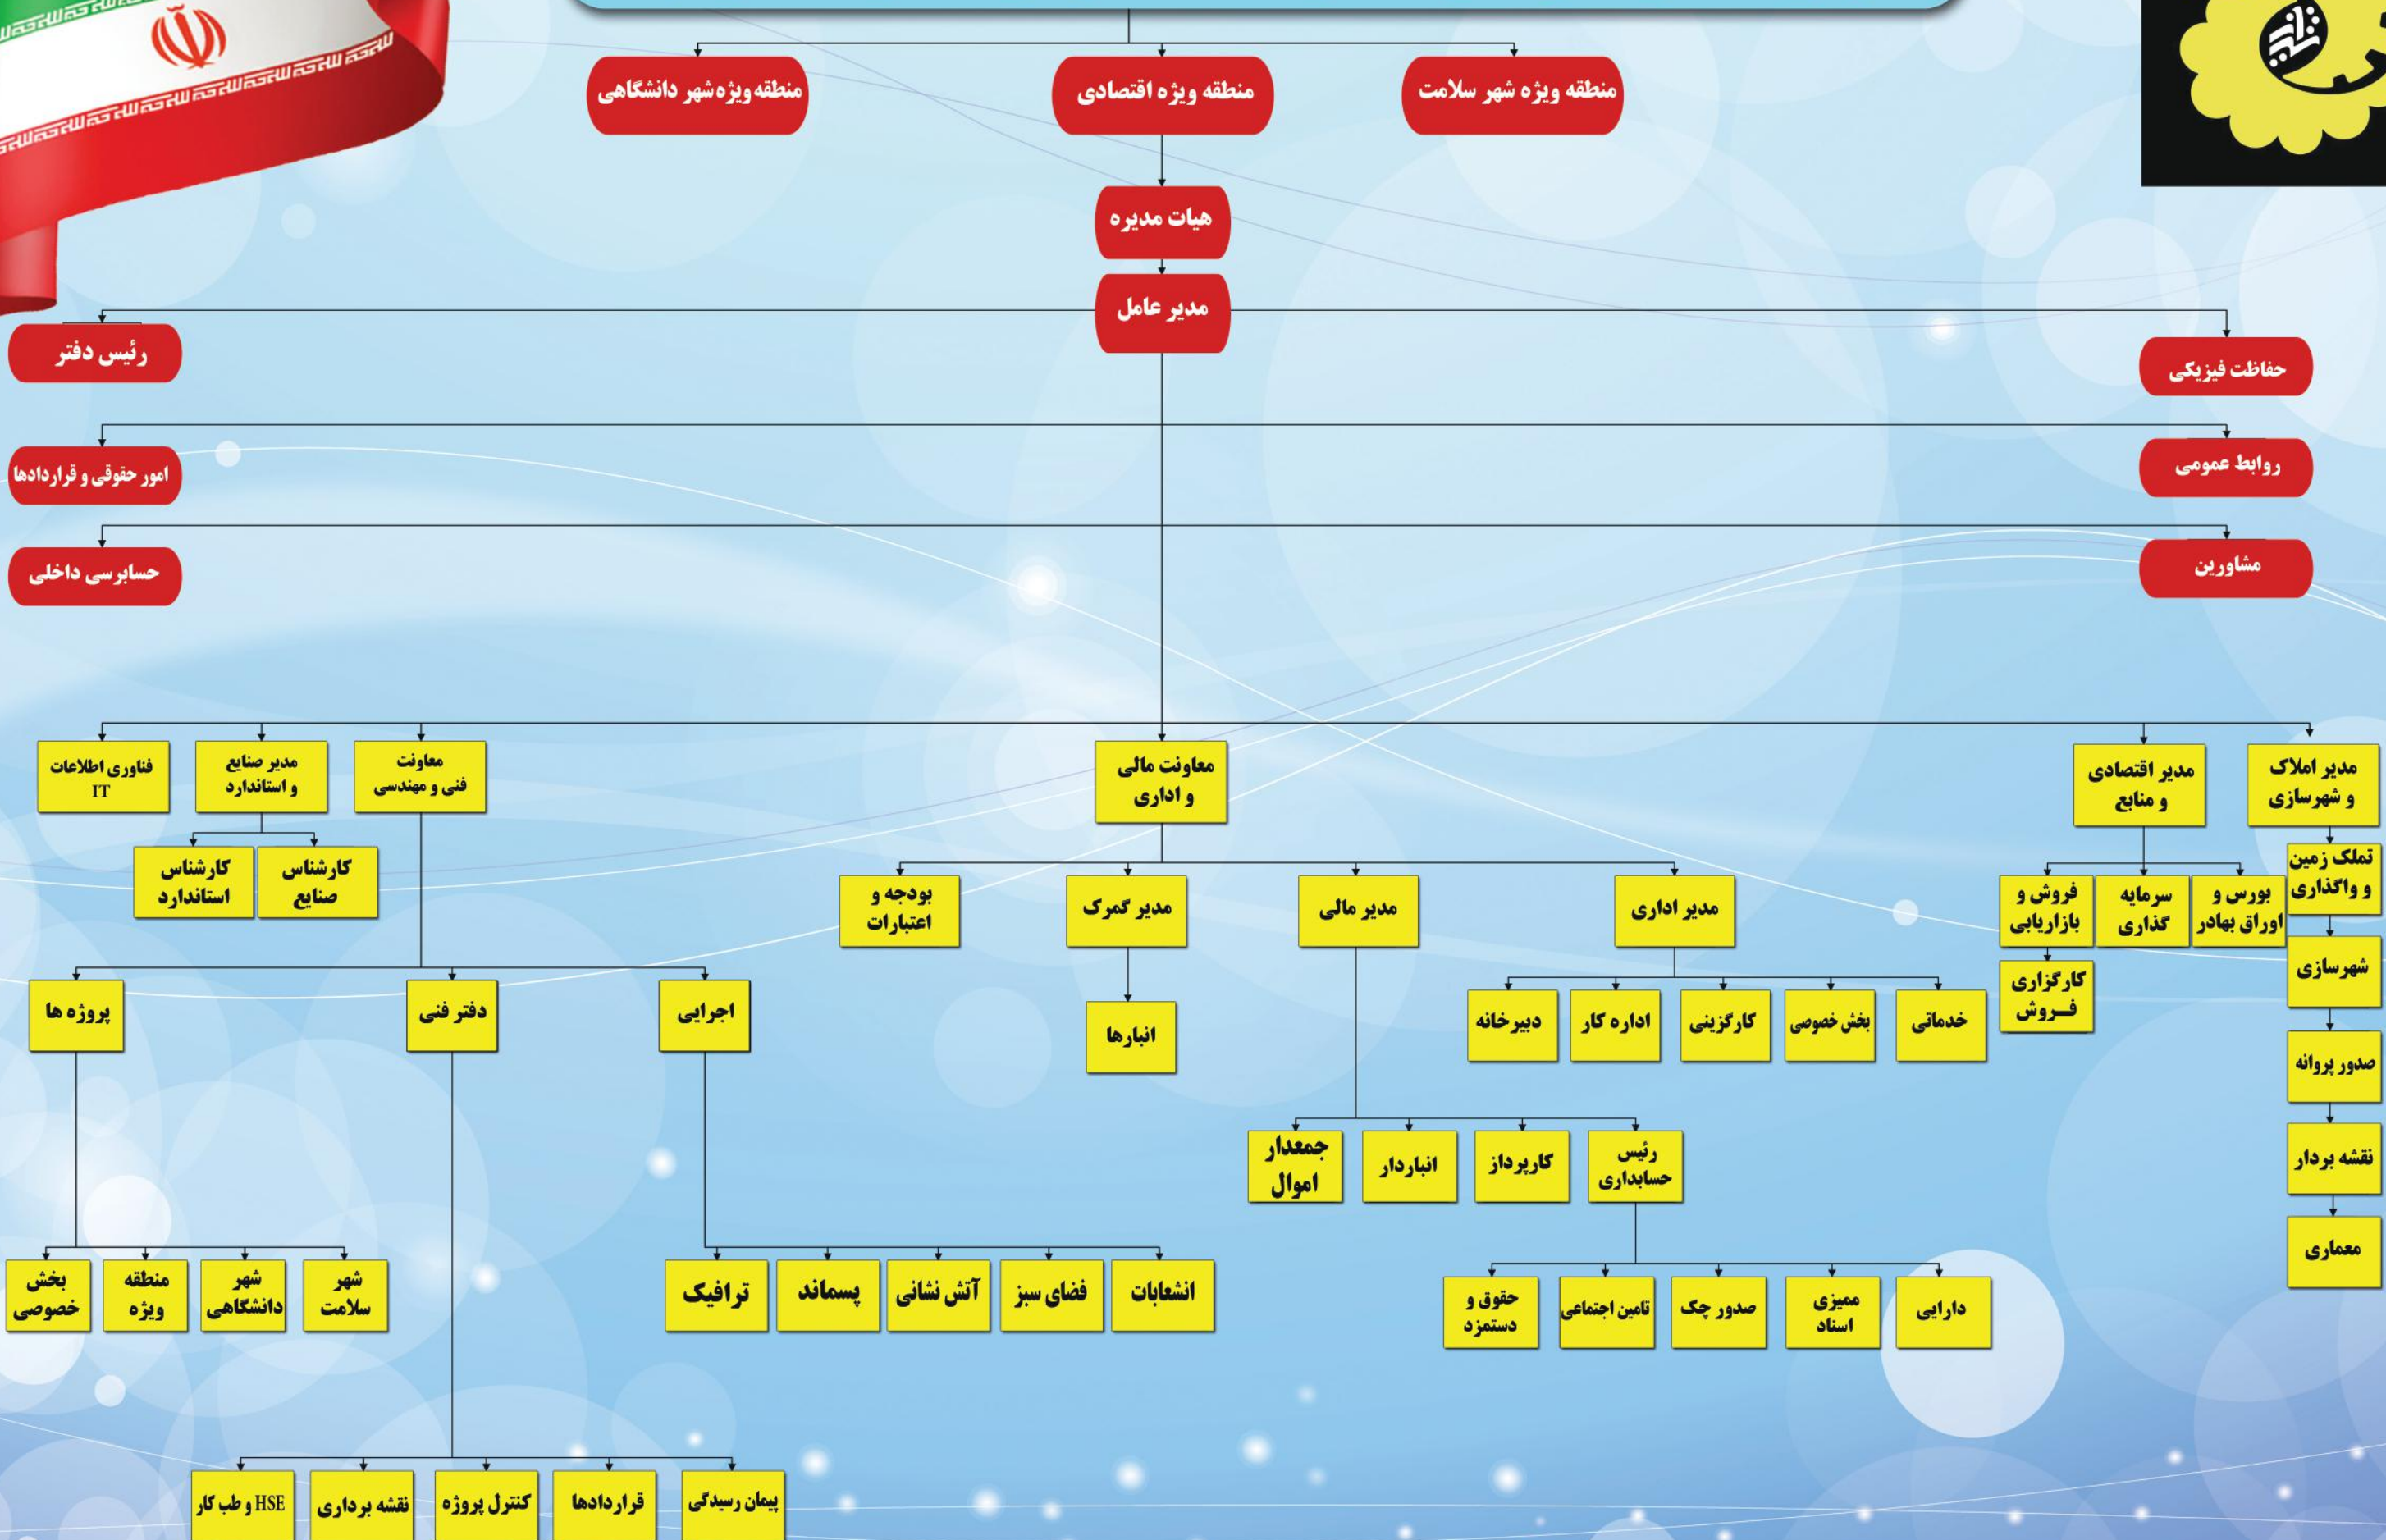 منطقه ویژه شهر سلامت
منطقه ویژه اقتصادی
منطقه ویژه شهر دانشگاهی
هیات مدیره
مدیر عامل
حفاظت فیزیکی
رئیس دفتر
روابط عمومی
امور حقوقی و قراردادها
مشاورین
حسابرسی داخلی
مدیر املاک
و شهرسازی
مدیر اقتصادی
و منابع
معاونت مالی
و اداری
معاونت
فنی و مهندسی
مدیر صنایع
و استاندارد
فناوری اطلاعات
IT
تملک زمین
و واگذاری
کارشناس
صنایع
کارشناس
استاندارد
بورس و
اوراق بهادر
سرمایه
گذاری
فروش و
بازاریابی
مدیر اداری
مدیر مالی
مدیر گمرک
بودجه و
اعتبارات
شهرسازی
کارگزاری
فـــروش
خدماتی
بخش خصوصی
کارگزینی
اداره کار
دبیرخانه
انبارها
اجرایی
دفتر فنی
پروژه ها
صدور پروانه
نقشه بردار
رئیس
حسابداری
کارپرداز
انباردار
جمعدار
اموال
معماری
دارایی
ممیزی
اسناد
صدور چک
تامین اجتماعی
حقوق و
دستمزد
انشعابات
فضای سبز
آتش نشانی
پسماند
ترافیک
شهر
سلامت
شهر
دانشگاهی
منطقه
ویژه
بخش
خصوصی
پیمان رسیدگی
قراردادها
کنترل پروژه
نقشه برداری
HSE و طب کار